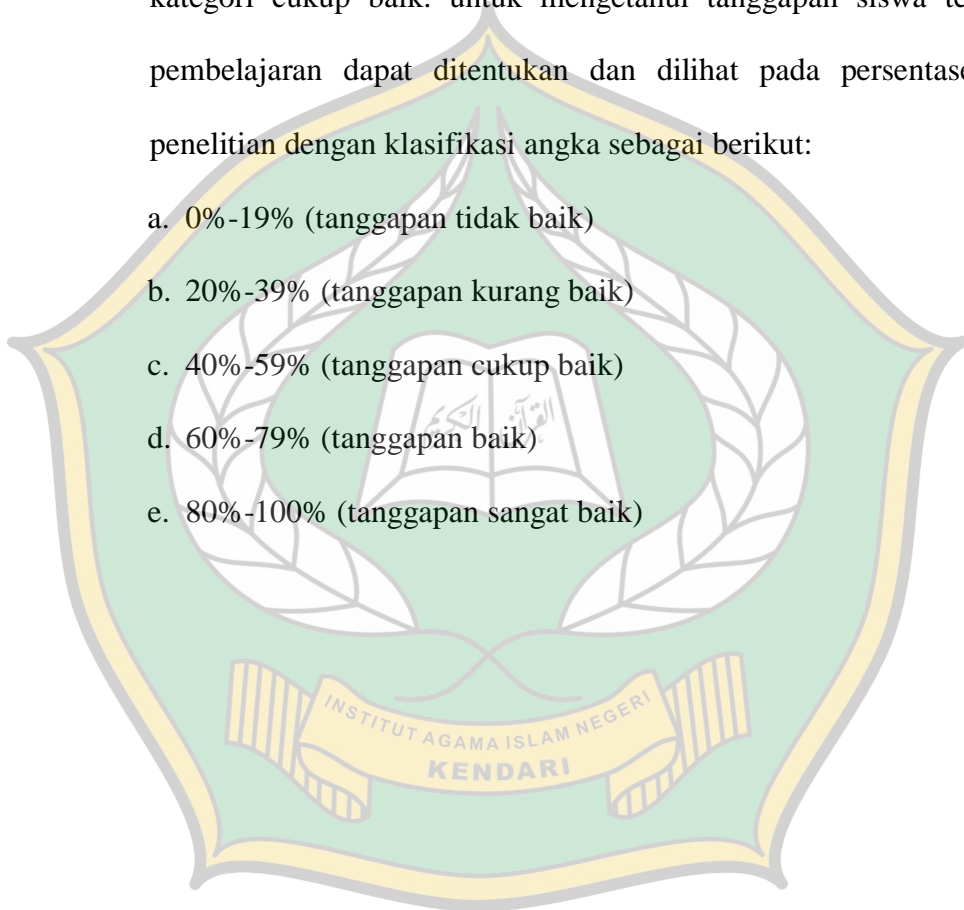 kategori cukup baik. untuk mengetahui tanggapan siswa
pembelajaran dapat ditentukan dan dilihat pada
penelitian dengan klasifikasi angka sebagai berikut:
a. 0%-19% (tanggapan tidak baik)
b. 20%-39% (tanggapan kurang baik)
c. 40%-59% (tanggapan cukup baik)
القرآن الكريم
d. 60%-79% (tanggapan baik)
e. 80%-100% (tanggapan sangat baik)
INSTITUT AGAMA ISLAM NEGERI
KENDARI